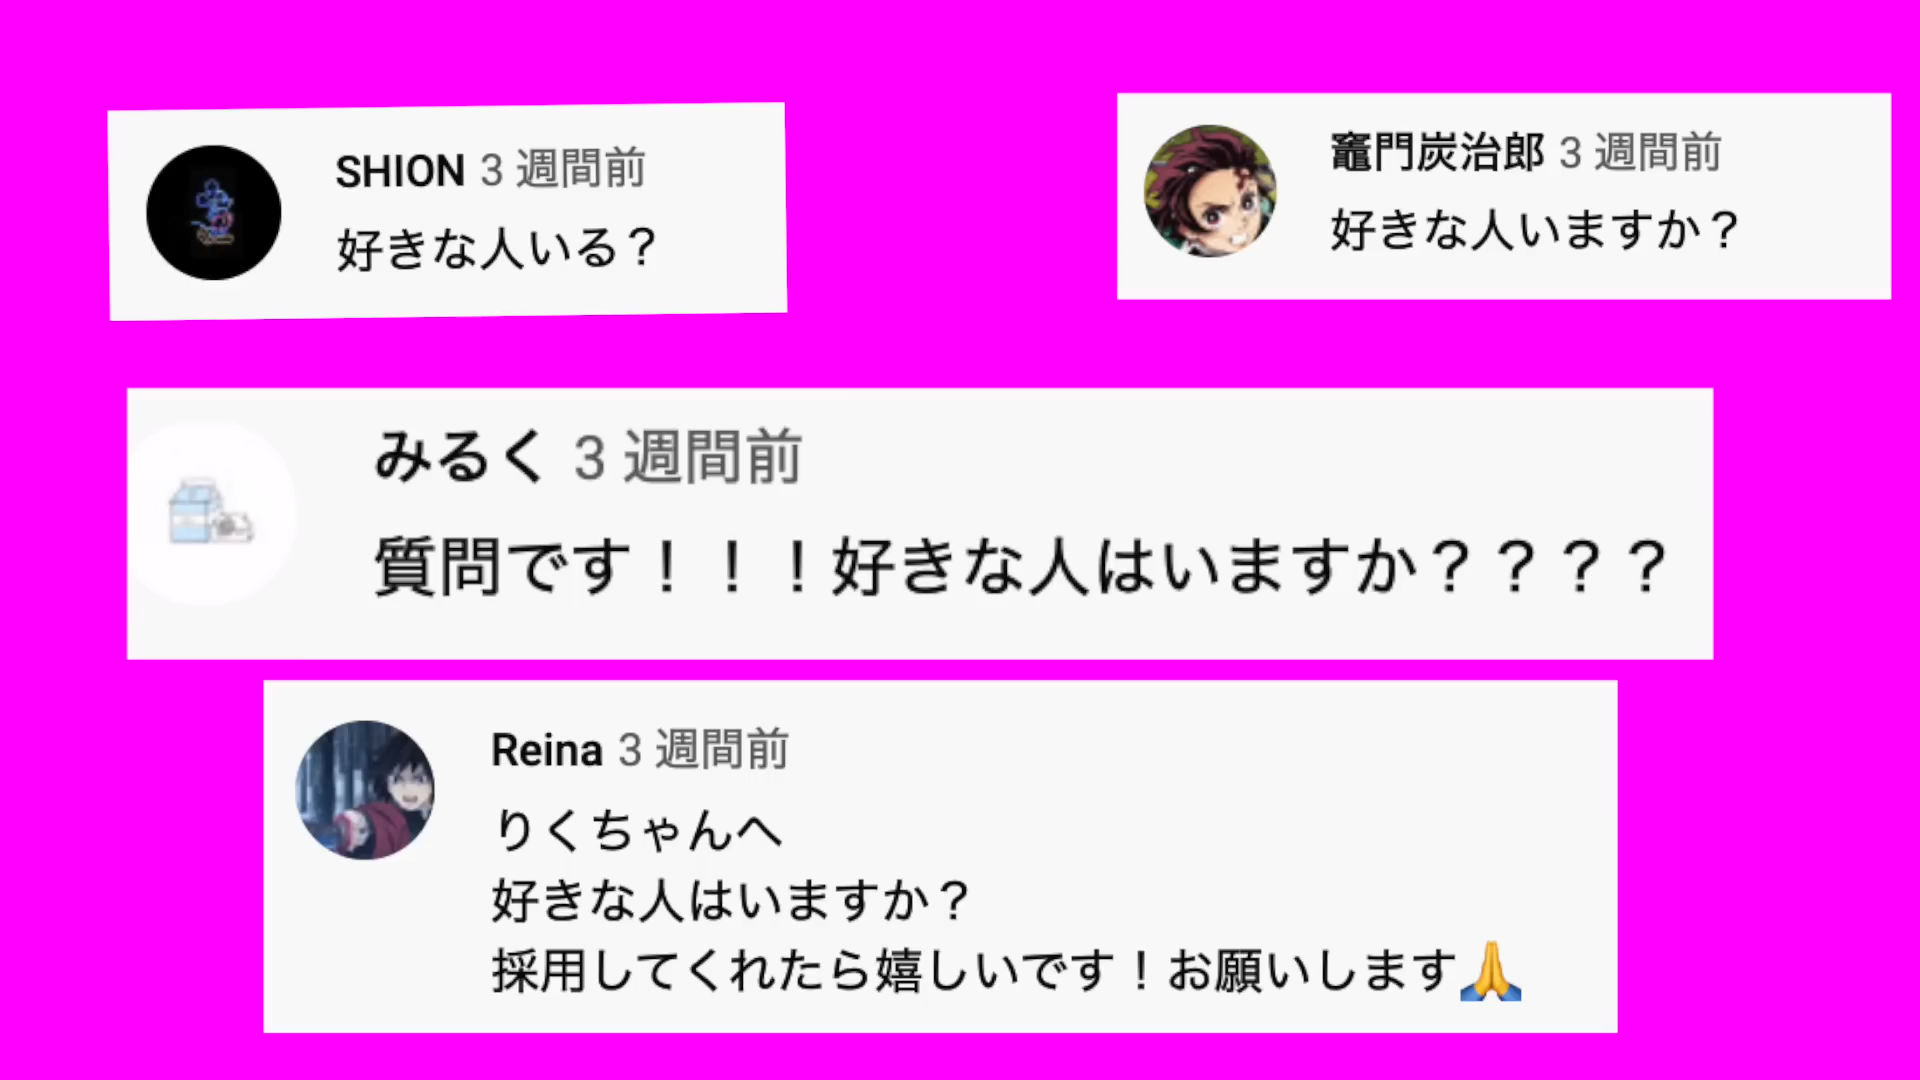 SHION 3 週間前
好きな人いる？
竈門炭治郎 3 週間前
好きな人いますか？
みるく 3 週間前
質問です！！！好きな人はいますか？？？？
Reina 3 週間前
りくちゃんへ
好きな人はいますか？
採用してくれたら嬉しいです！お願いします🙏